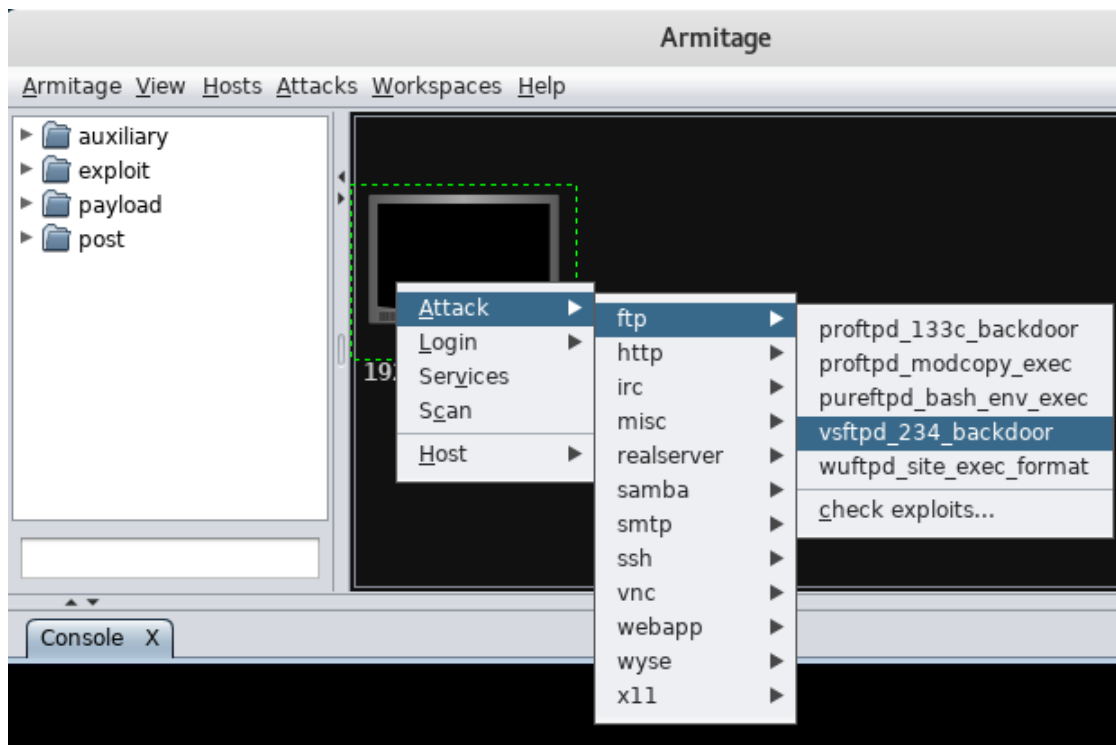 Armitage
Armitage View Hosts Attacks Workspaces Help
auxiliary
exploit
payload
post
Attack
Login
Services
Scan
Host
ftp
http
irc
misc
realserver
samba
smtp
ssh
vnc
webapp
wyse
x11
proftpd_133c_backdoor
proftpd_modcopy_exec
pureftpd_bash_env_exec
vsftpd_234_backdoor
wuftpd_site_exec_format
check exploits...
Console X